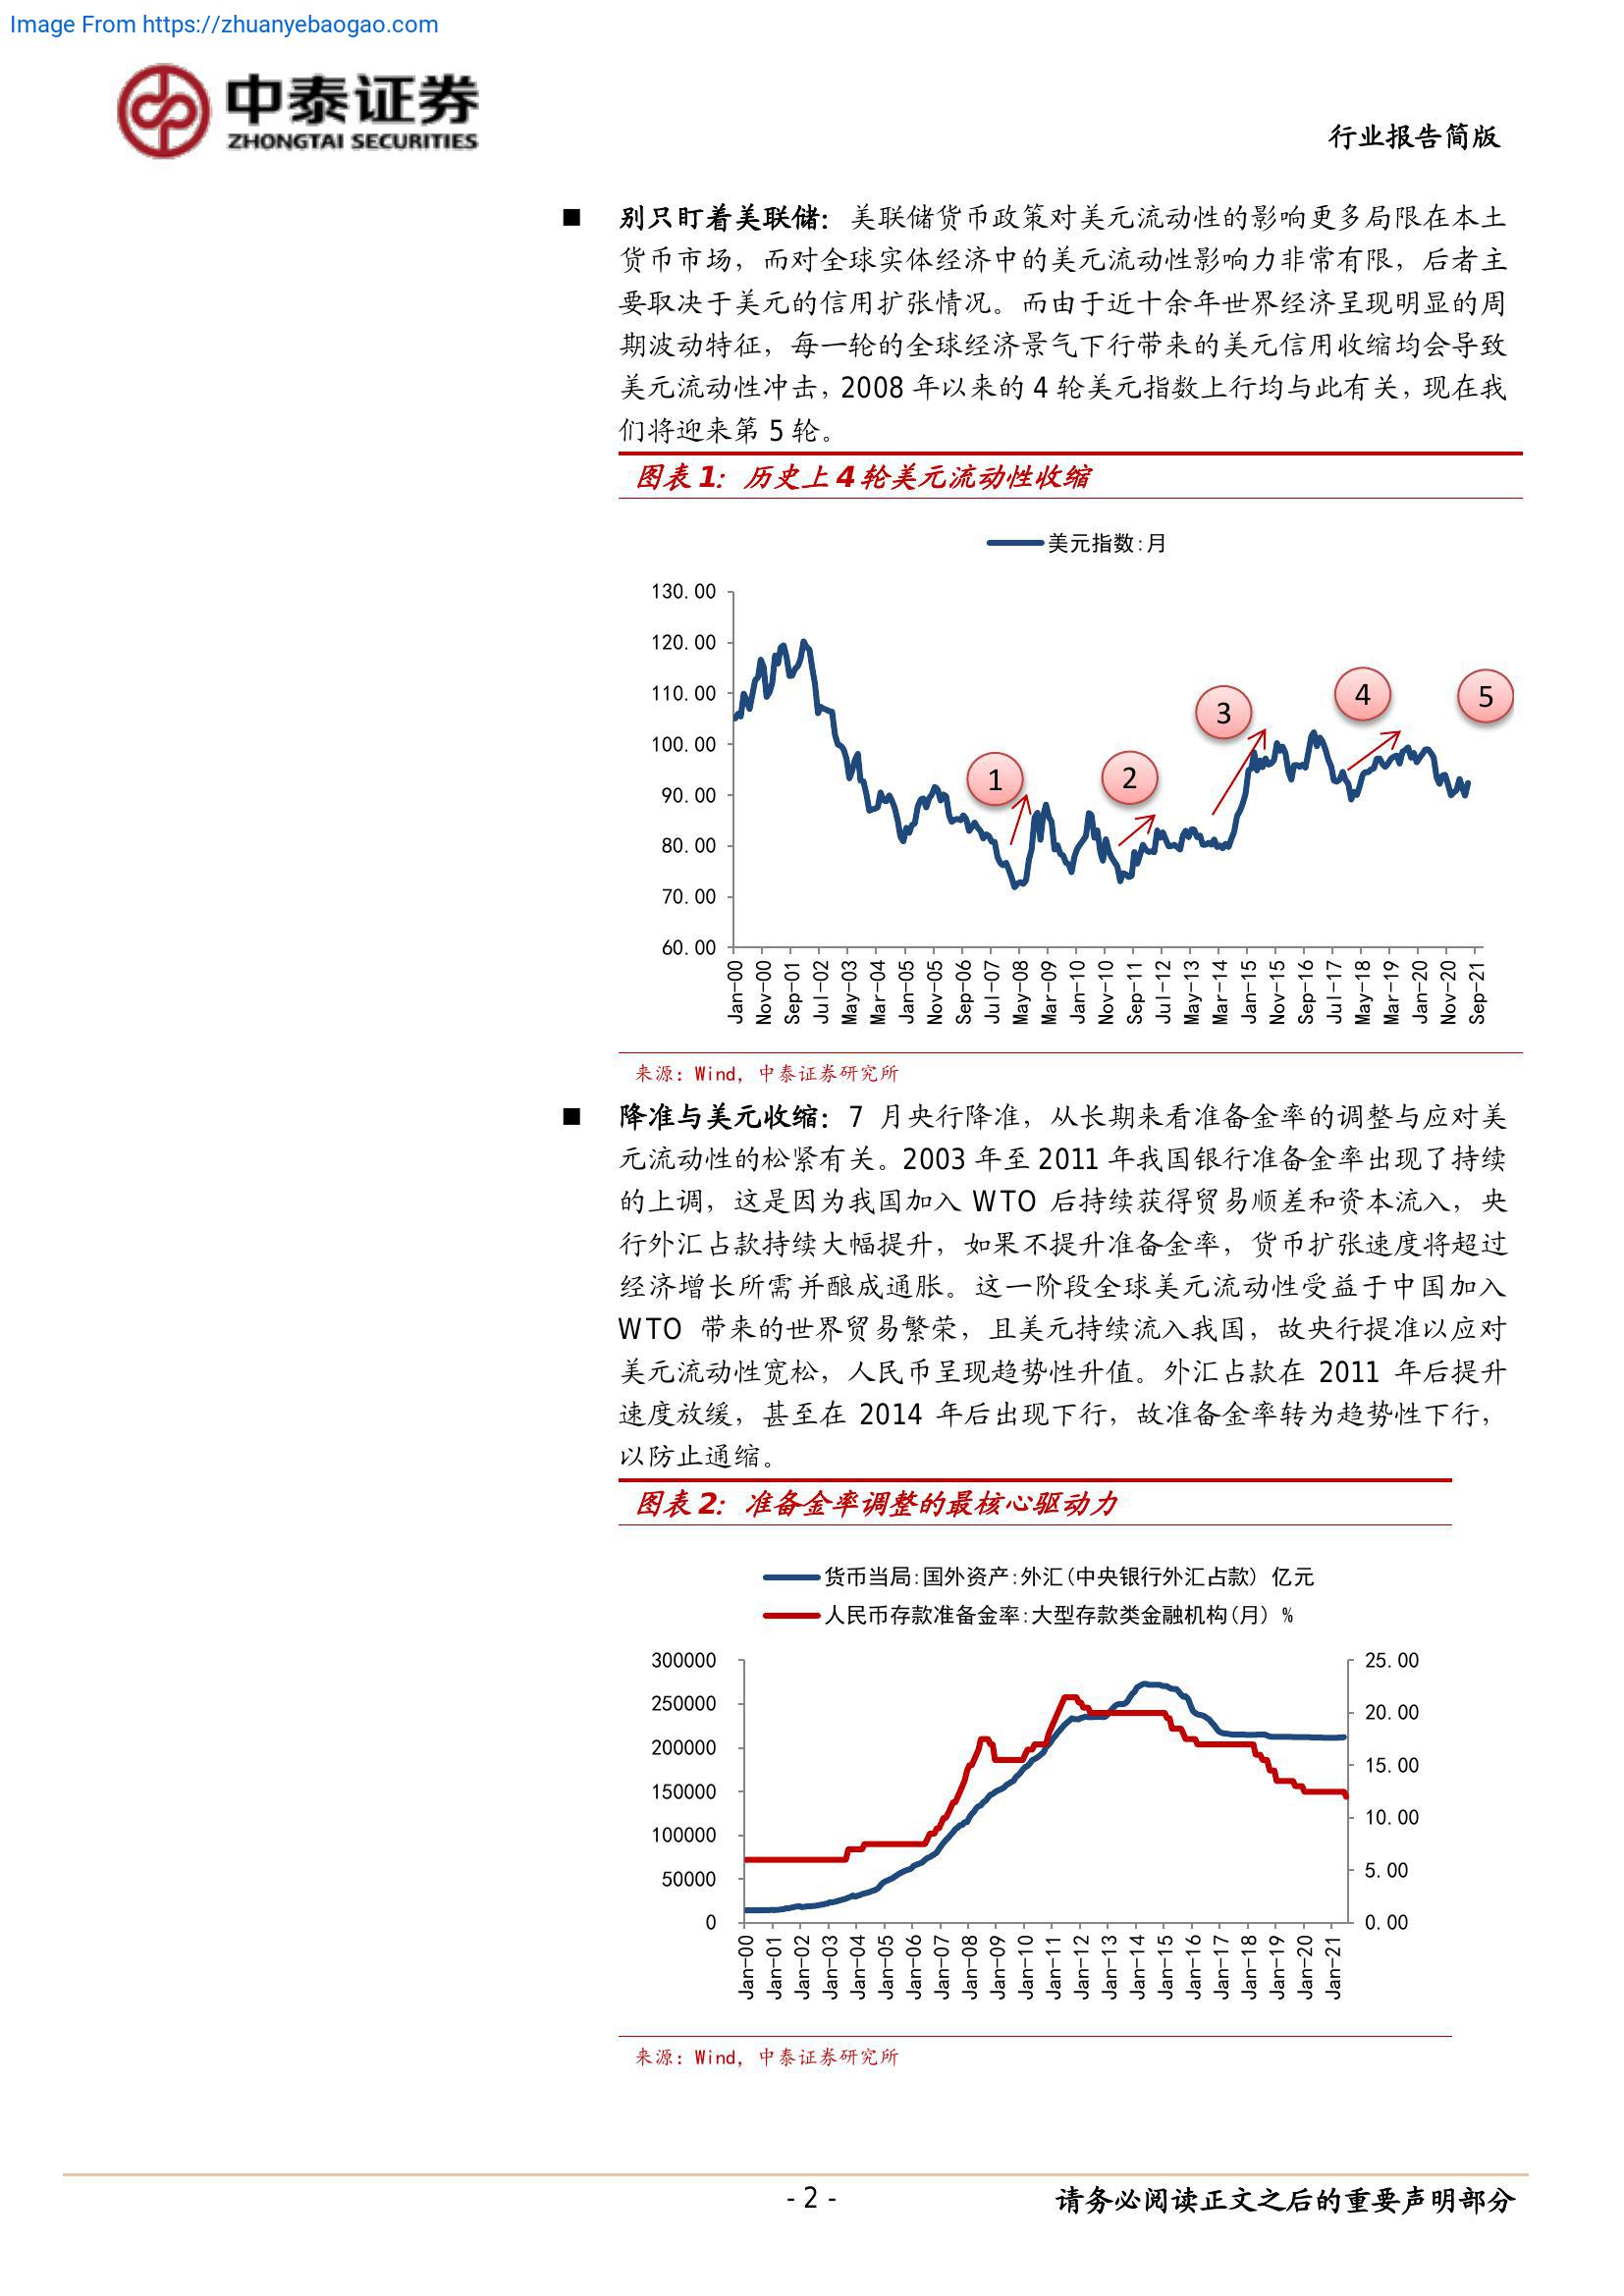 Image From https://zhuanyebaogao.com
中泰证券
ZHONGTAI SECURITIES
行业报告简版
■ 别只盯着美联储：美联储货币政策对美元流动性的影响更多局限在本土
货币市场，而对全球实体经济中的美元流动性影响力非常有限，后者主
要取决于美元的信用扩张情况。而由于近十余年世界经济呈现明显的周
期波动特征，每一轮的全球经济景气下行带来的美元信用收缩均会导致
美元流动性冲击，2008 年以来的 4 轮美元指数上行均与此有关，现在我
们将迎来第 5 轮。
图表 1：历史上 4 轮美元流动性收缩
美元指数:月
130.00
120.00
110.00
100.00
90.00
80.00
70.00
60.00
1
2
3
4
5
Jan-00
Nov-00
Sep-01
Jul-02
May-03
Mar-04
Jan-05
Nov-05
Sep-06
Jul-07
May-08
Mar-09
Jan-10
Nov-10
Sep-11
Jul-12
May-13
Mar-14
Jan-15
Nov-15
Sep-16
Jul-17
May-18
Mar-19
Jan-20
Nov-20
Sep-21
来源：Wind，中泰证券研究所
■ 降准与美元收缩：7 月央行降准，从长期来看准备金率的调整与应对美
元流动性的松紧有关。2003 年至 2011 年我国银行准备金率出现了持续
的上调，这是因为我国加入 WTO 后持续获得贸易顺差和资本流入，央
行外汇占款持续大幅提升，如果不提升准备金率，货币扩张速度将超过
经济增长所需并酿成通胀。这一阶段全球美元流动性受益于中国加入
WTO 带来的世界贸易繁荣，且美元持续流入我国，故央行提准以应对
美元流动性宽松，人民币呈现趋势性升值。外汇占款在 2011 年后提升
速度放缓，甚至在 2014 年后出现下行，故准备金率转为趋势性下行，
以防止通缩。
图表 2：准备金率调整的最核心驱动力
货币当局:国外资产:外汇(中央银行外汇占款) 亿元
人民币存款准备金率:大型存款类金融机构(月) %
300000
250000
200000
150000
100000
50000
0
25.00
20.00
15.00
10.00
5.00
0.00
Jan-00
Jan-01
Jan-02
Jan-03
Jan-04
Jan-05
Jan-06
Jan-07
Jan-08
Jan-09
Jan-10
Jan-11
Jan-12
Jan-13
Jan-14
Jan-15
Jan-16
Jan-17
Jan-18
Jan-19
Jan-20
Jan-21
来源：Wind，中泰证券研究所
- 2 -
请务必阅读正文之后的重要声明部分